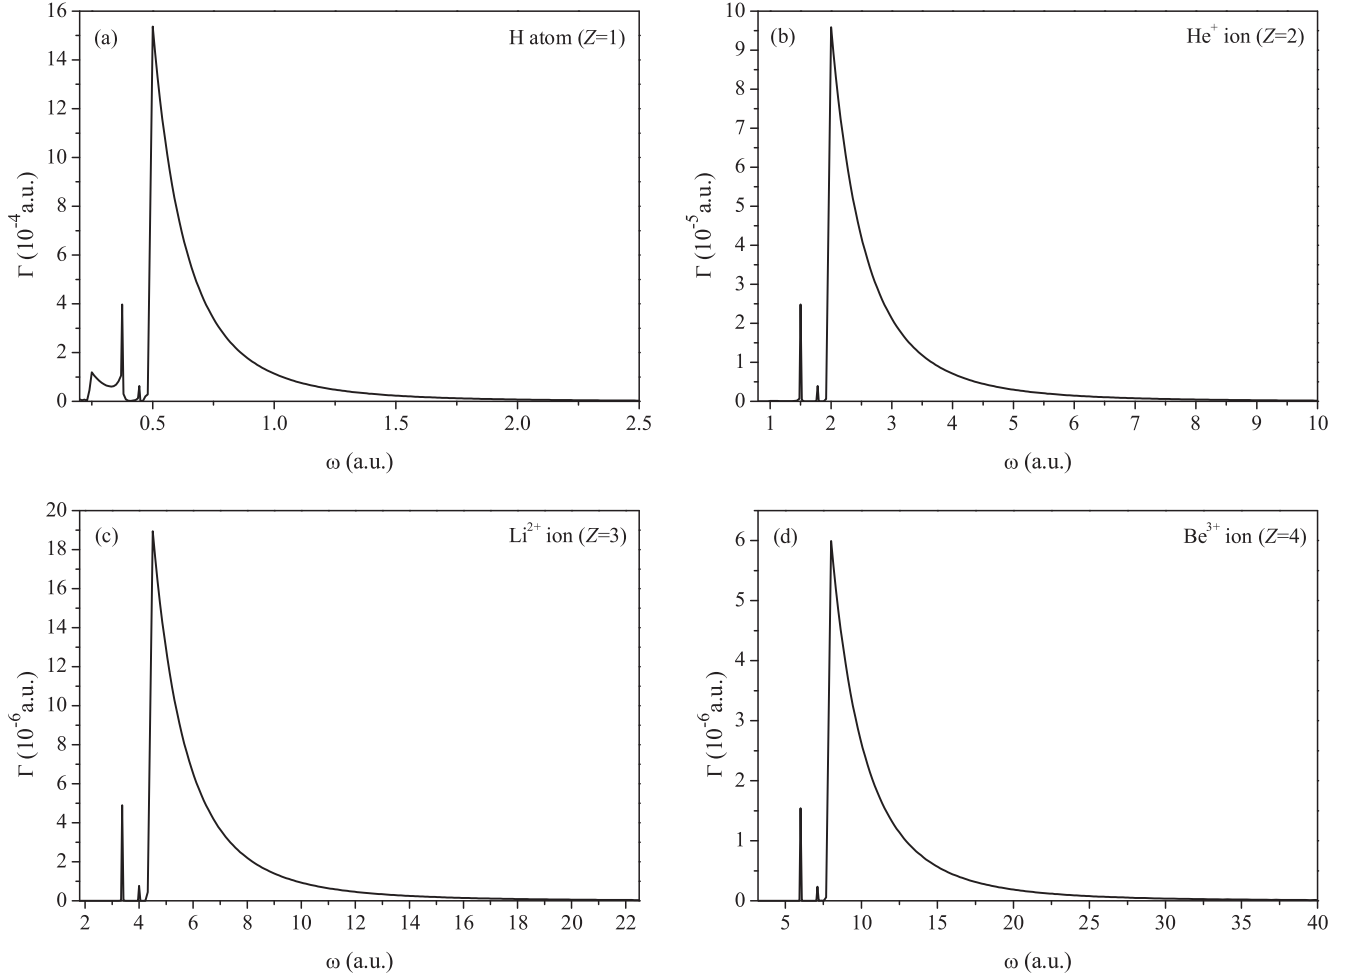 (a)
H atom (Z=1)
16
14
12
10
8
6
4
2
0
Γ (10⁻⁴ a.u.)
0.5 1.0 1.5 2.0 2.5
ω (a.u.)
(b)
He⁺ ion (Z=2)
10
9
8
7
6
5
4
3
2
1
0
Γ (10⁻⁵ a.u.)
1 2 3 4 5 6 7 8 9 10
ω (a.u.)
(c)
Li²⁺ ion (Z=3)
20
18
16
14
12
10
8
6
4
2
0
Γ (10⁻⁶ a.u.)
2 4 6 8 10 12 14 16 18 20 22
ω (a.u.)
(d)
Be³⁺ ion (Z=4)
6
5
4
3
2
1
0
Γ (10⁻⁶ a.u.)
5 10 15 20 25 30 35 40
ω (a.u.)